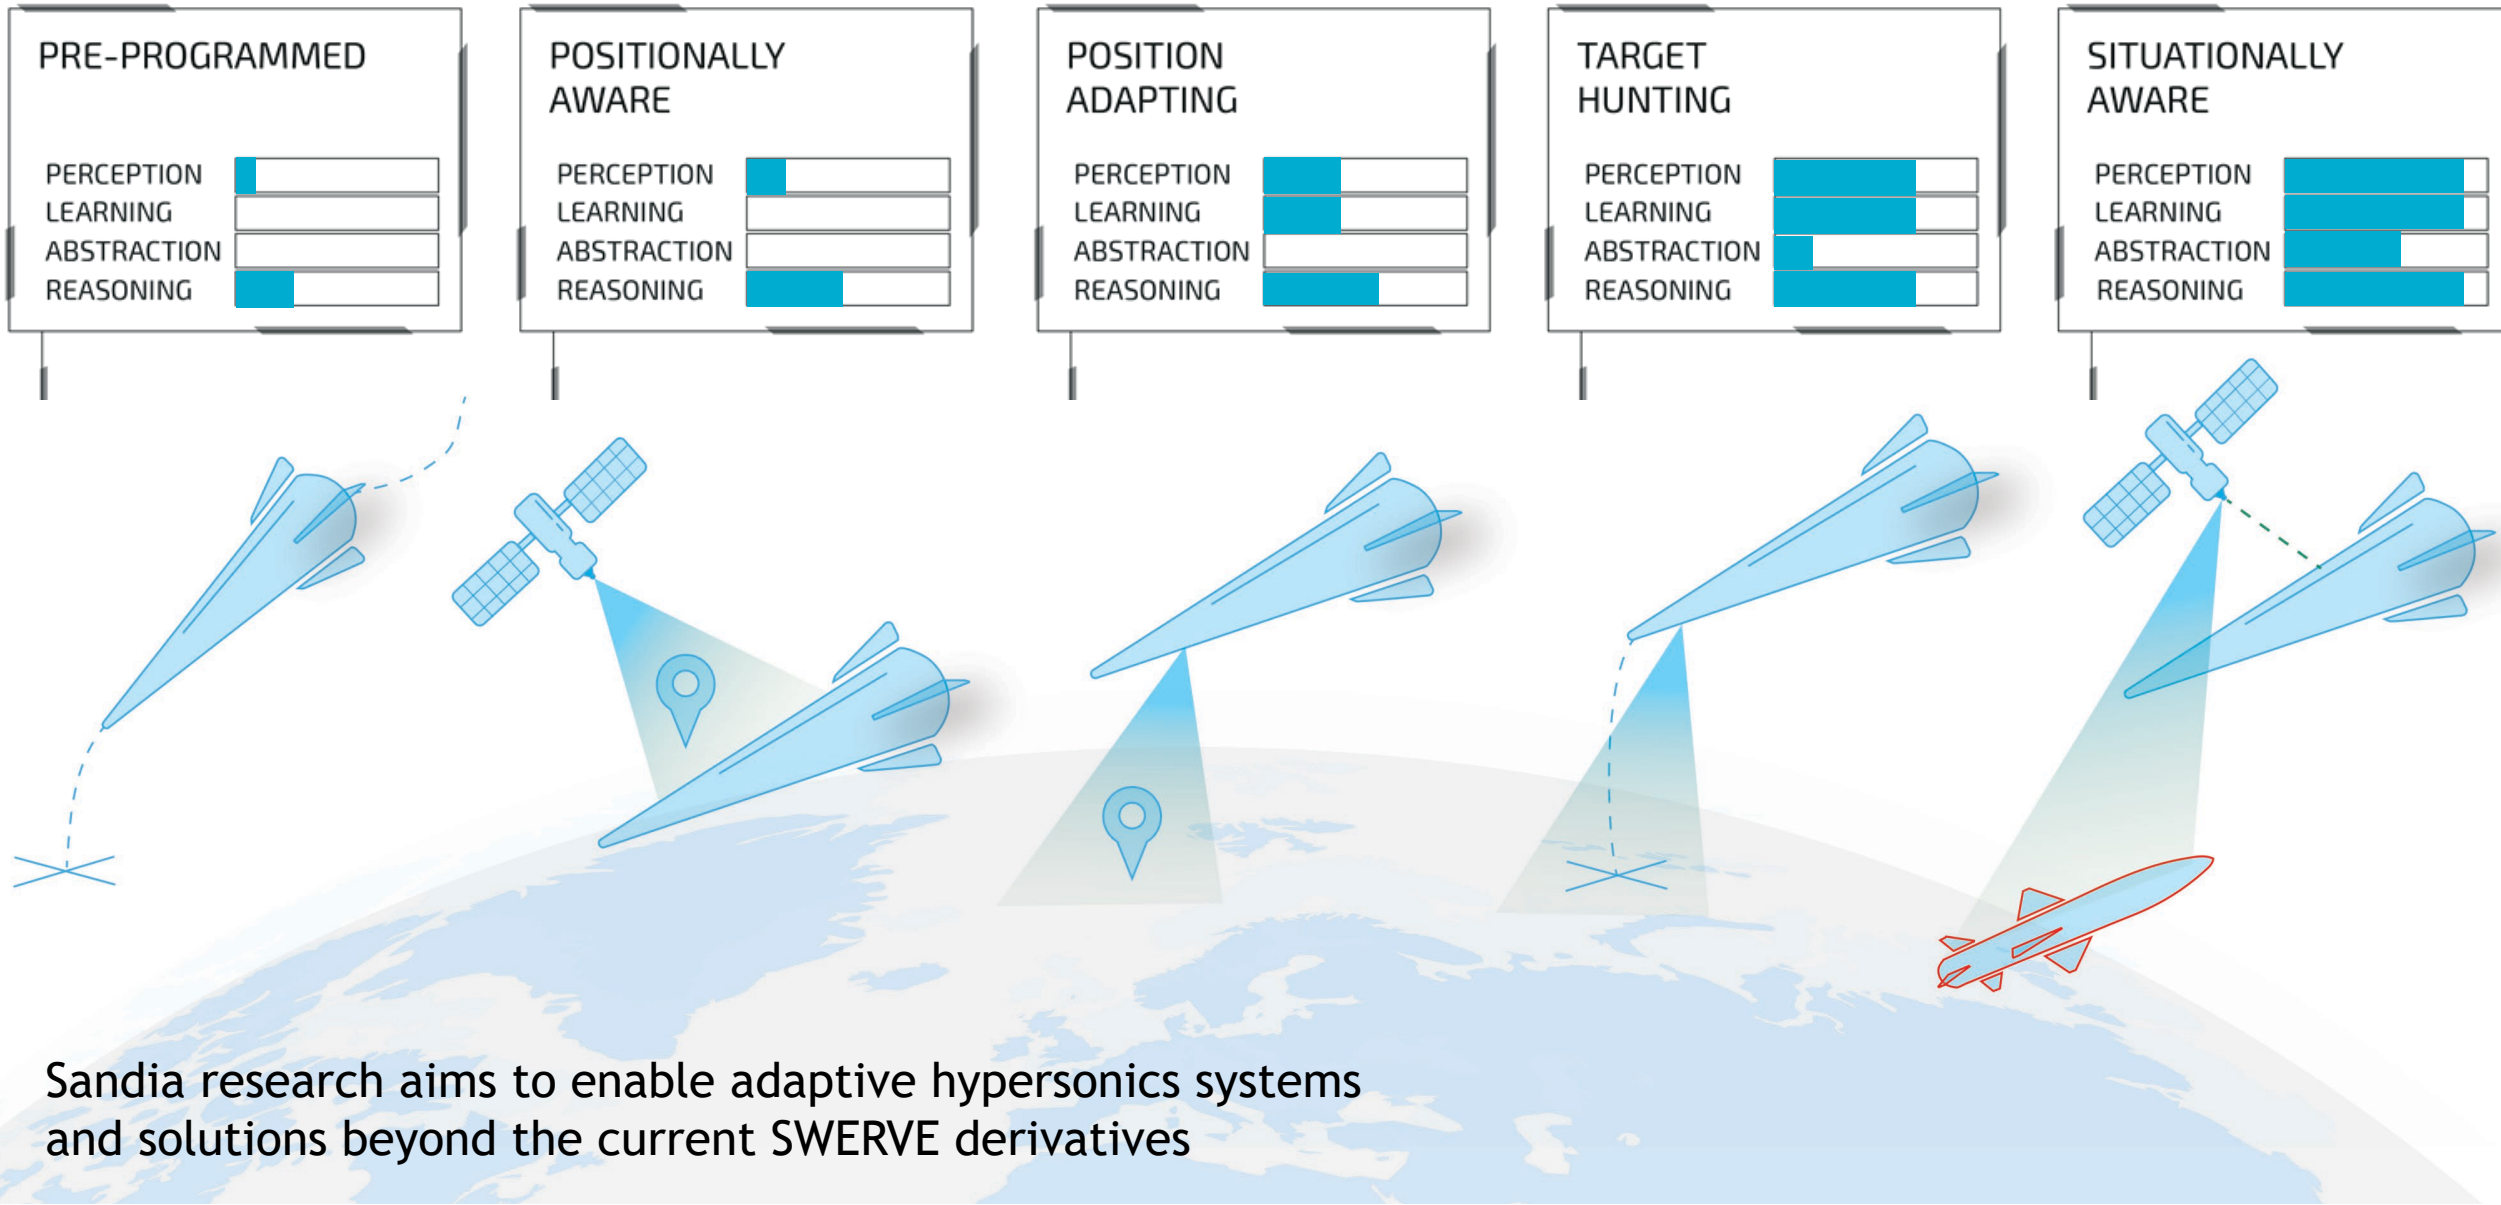 PRE-PROGRAMMED
PERCEPTION
LEARNING
ABSTRACTION
REASONING
POSITIONALLY
AWARE
PERCEPTION
LEARNING
ABSTRACTION
REASONING
POSITION
ADAPTING
PERCEPTION
LEARNING
ABSTRACTION
REASONING
TARGET
HUNTING
PERCEPTION
LEARNING
ABSTRACTION
REASONING
SITUATIONALLY
AWARE
PERCEPTION
LEARNING
ABSTRACTION
REASONING
Sandia research aims to enable adaptive hypersonics systems
and solutions beyond the current SWERVE derivatives